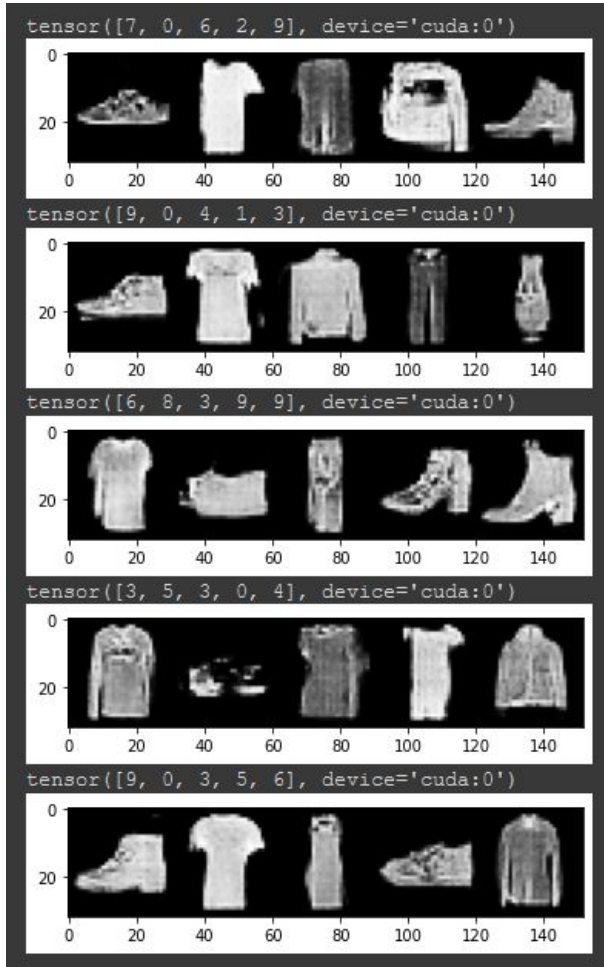 tensor([7, 0, 6, 2, 9], device='cuda:0')
0
20
0 20 40 60 80 100 120 140
tensor([9, 0, 4, 1, 3], device='cuda:0')
0
20
0 20 40 60 80 100 120 140
tensor([6, 8, 3, 9, 9], device='cuda:0')
0
20
0 20 40 60 80 100 120 140
tensor([3, 5, 3, 0, 4], device='cuda:0')
0
20
0 20 40 60 80 100 120 140
tensor([9, 0, 3, 5, 6], device='cuda:0')
0
20
0 20 40 60 80 100 120 140